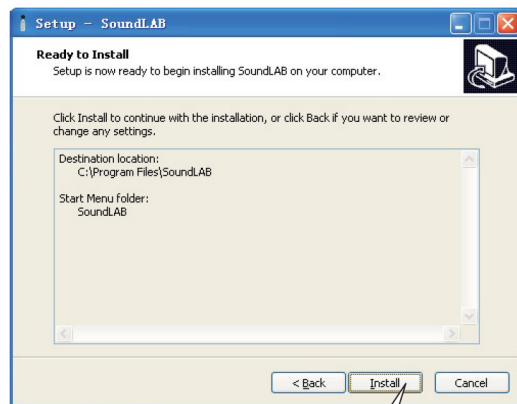 Setup - SoundLAB
Ready to Install
Setup is now ready to begin installing SoundLAB on your computer.
Click Install to continue with the installation, or click Back if you want to review or
change any settings.
Destination location:
C:\Program Files\SoundLAB
Start Menu folder:
SoundLAB
< Back Install Cancel